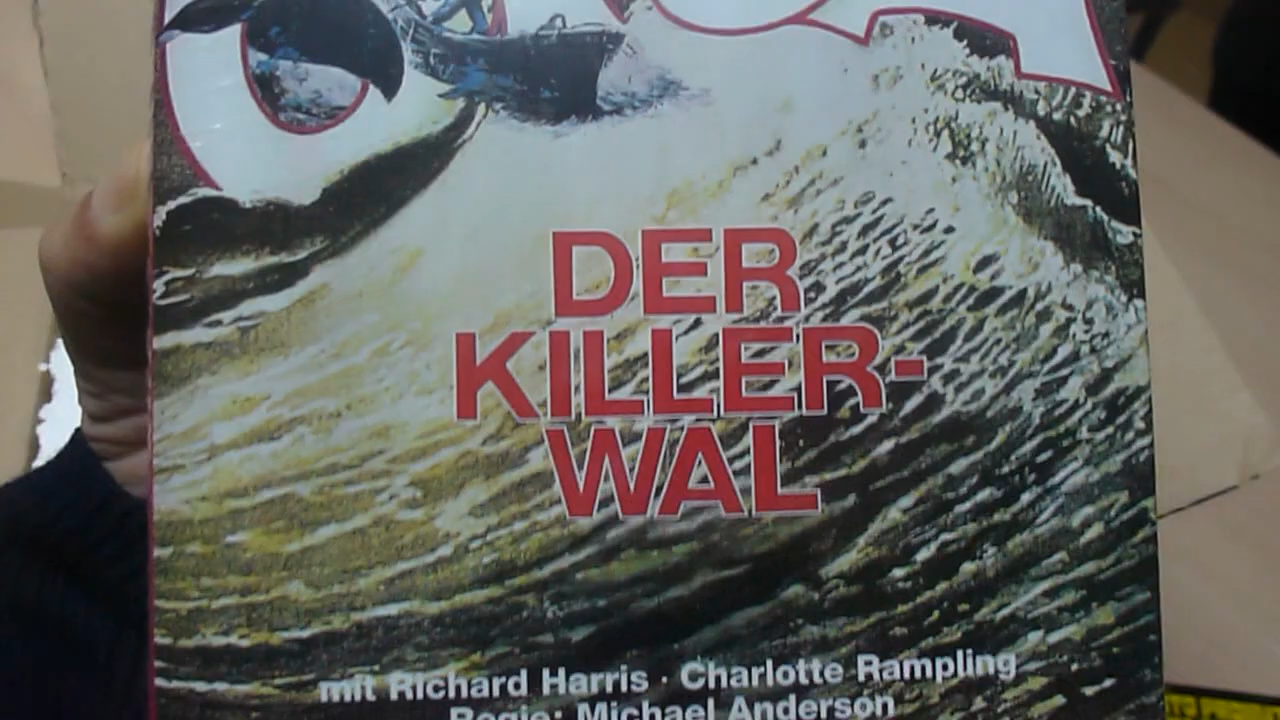 DER
KILLER-
WAL
mit Richard Harris · Charlotte Rampling
Regie: Michael Anderson